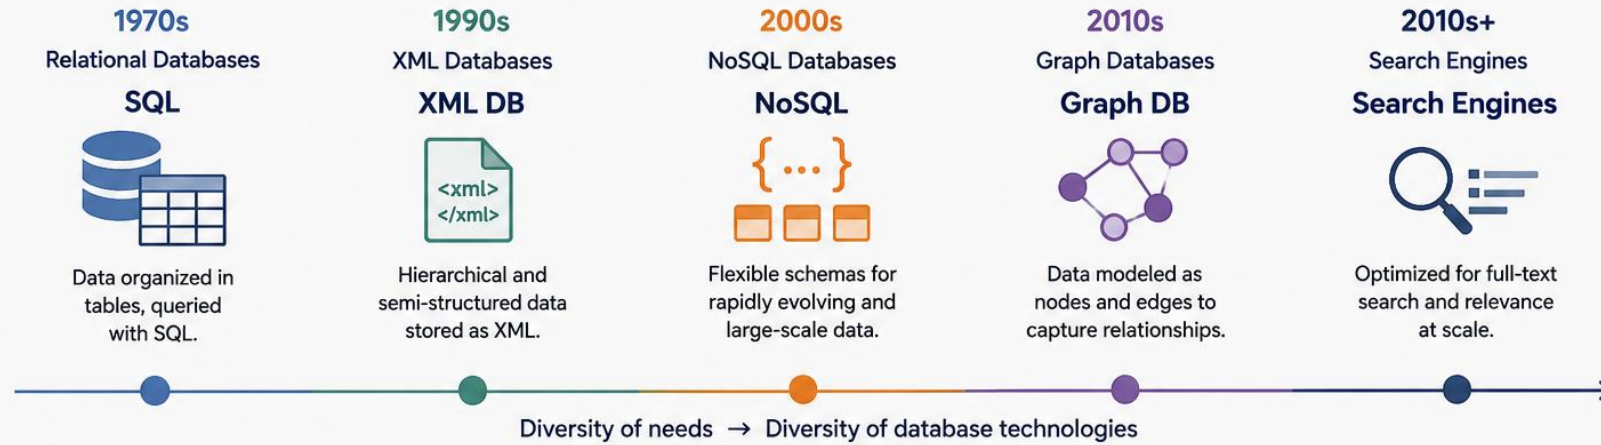 1970s
Relational Databases
SQL
Data organized in
tables, queried
with SQL.
1990s
XML Databases
XML DB
<xml>
</xml>
Hierarchical and
semi-structured data
stored as XML.
2000s
NoSQL Databases
NoSQL
{...}
Flexible schemas for
rapidly evolving and
large-scale data.
2010s
Graph Databases
Graph DB
Data modeled as
nodes and edges to
capture relationships.
2010s+
Search Engines
Search Engines
Optimized for full-text
search and relevance
at scale.
Diversity of needs → Diversity of database technologies